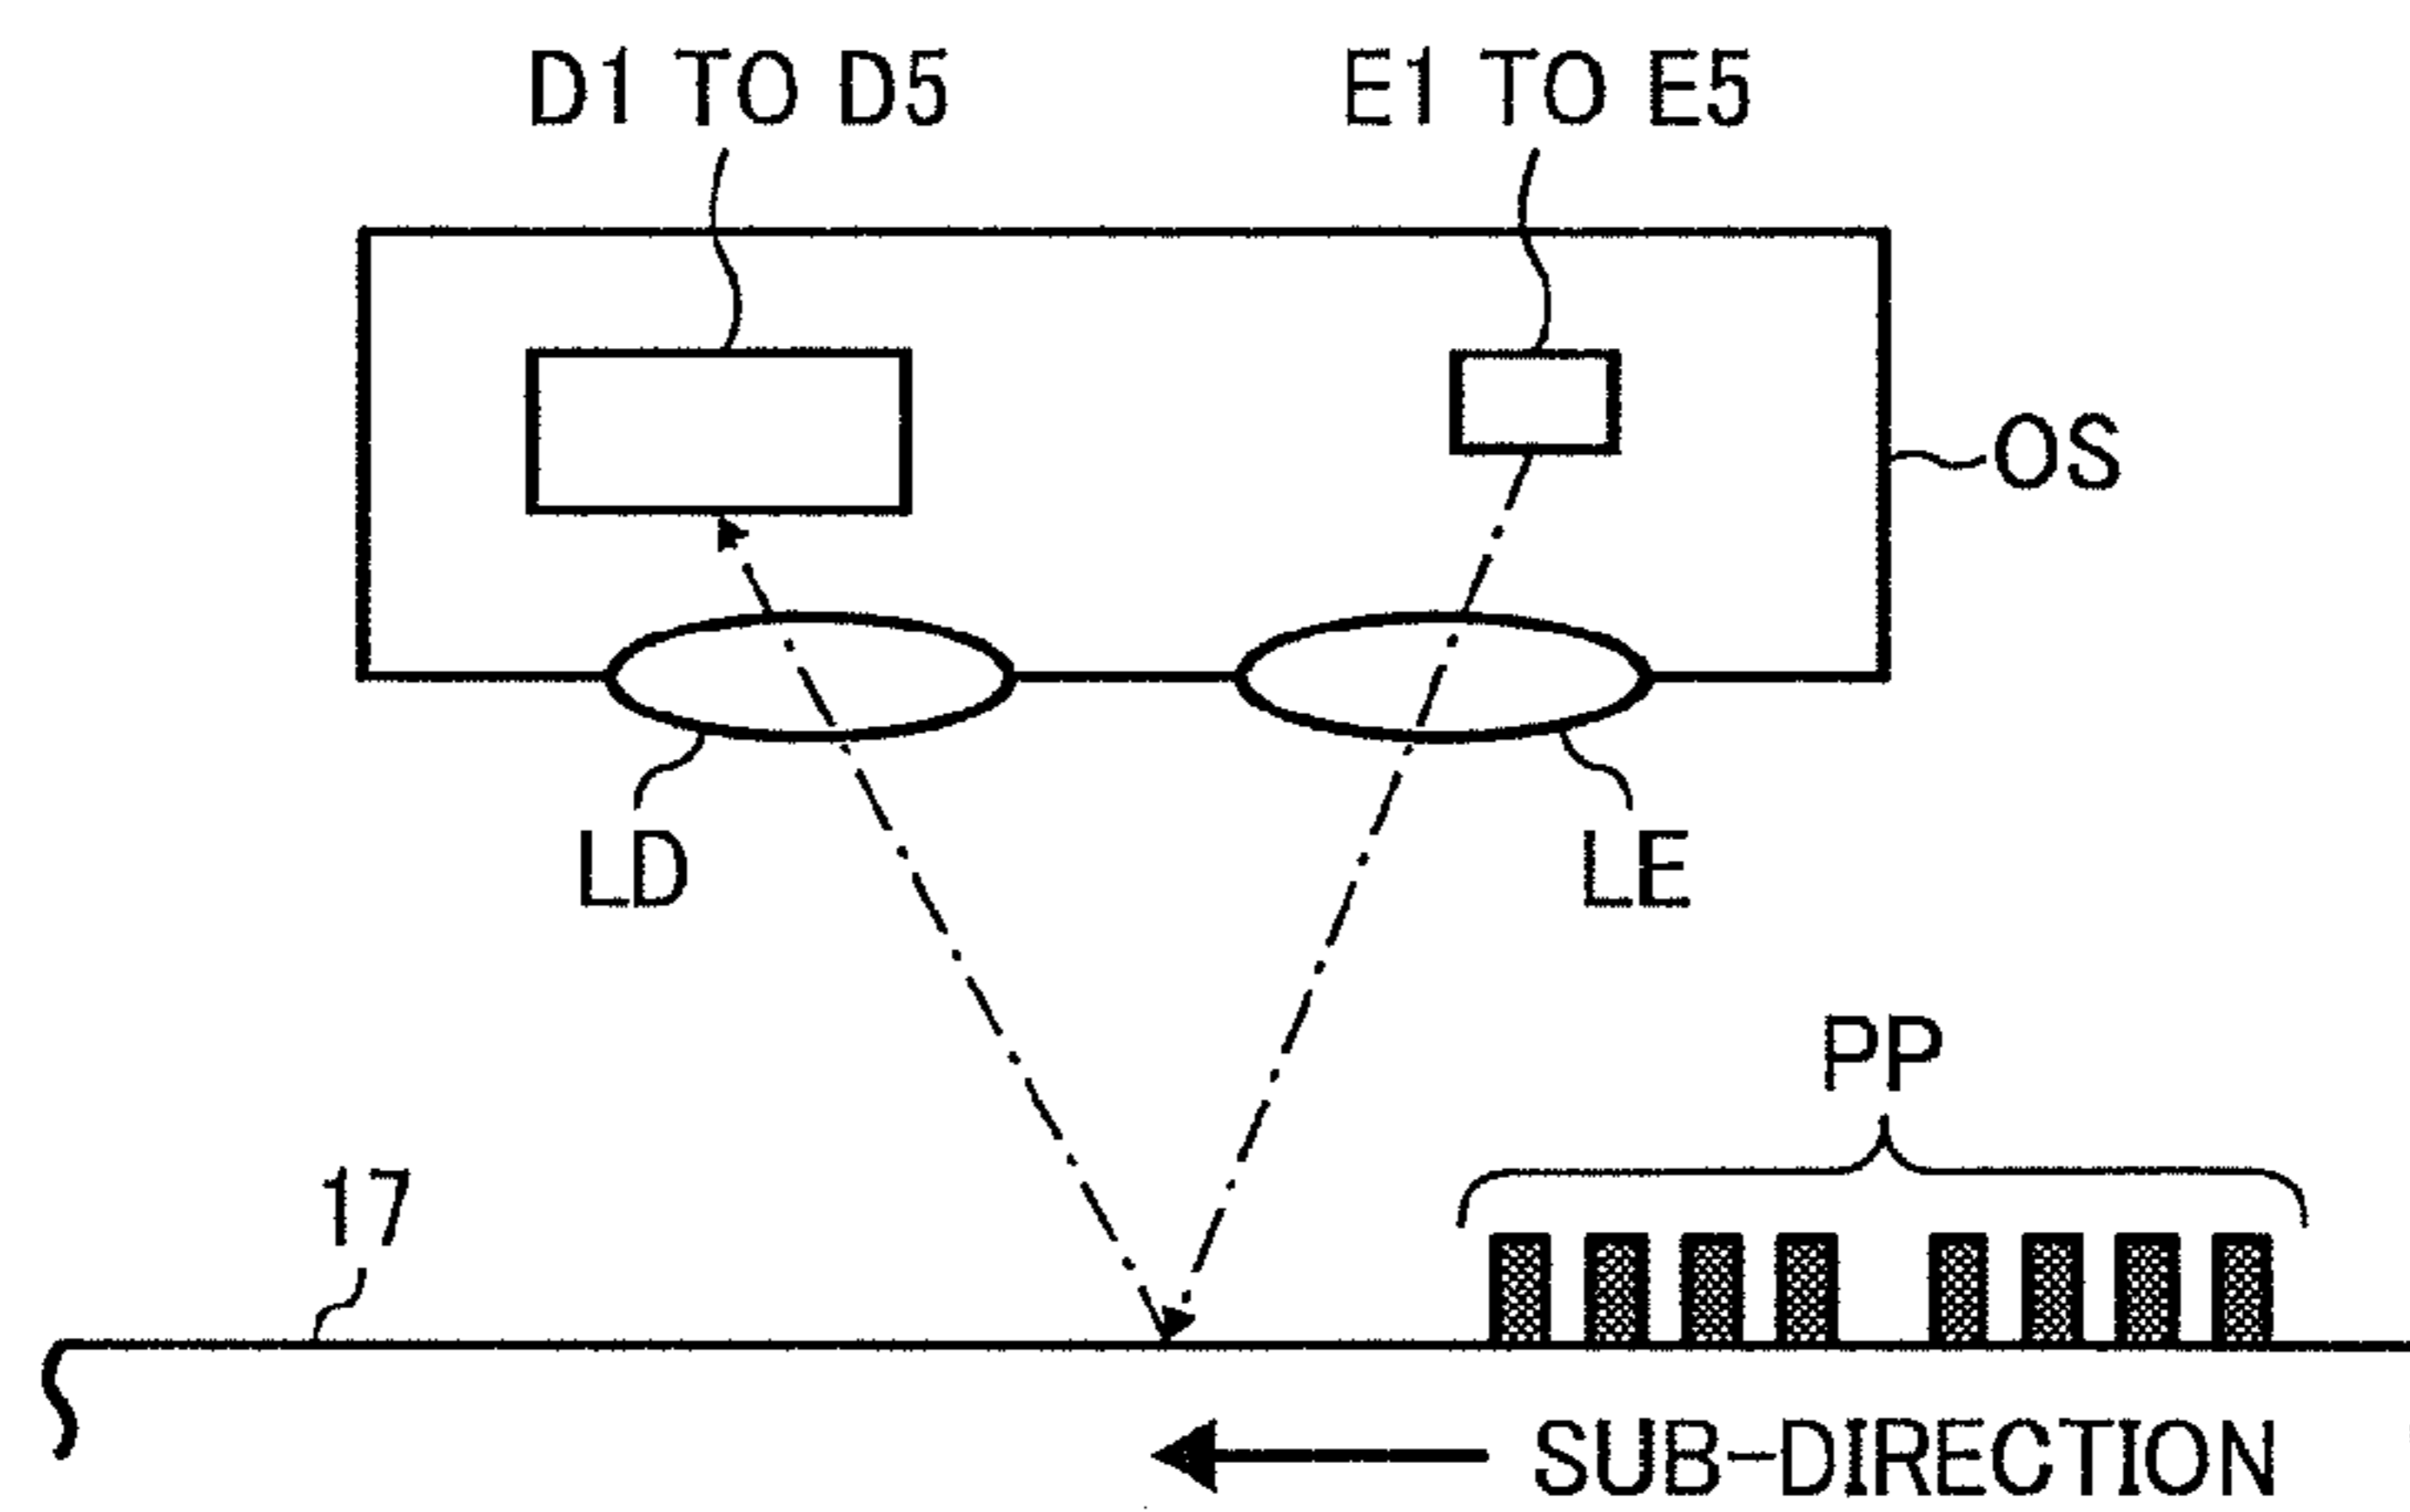 D1 TO D5
E1 TO E5
OS
LD
LE
PP
17
SUB-DIRECTION